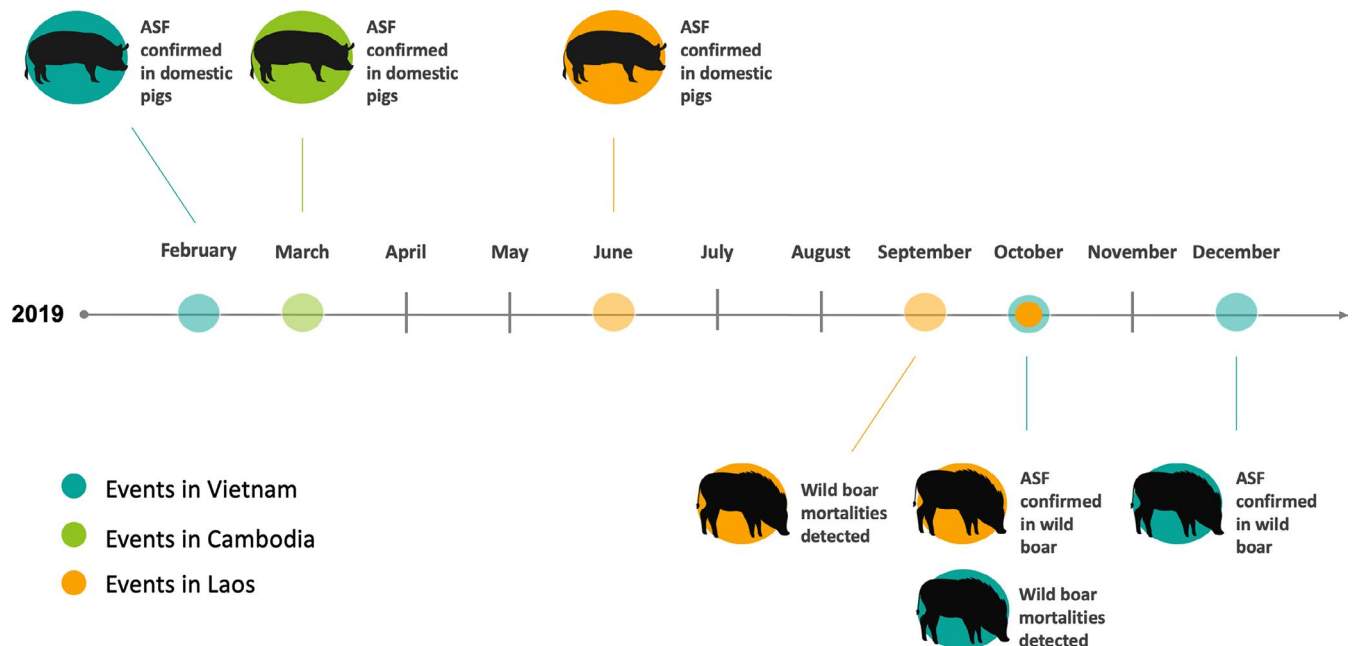 ASF
confirmed
in domestic
pigs
ASF
confirmed
in domestic
pigs
ASF
confirmed
in domestic
pigs
February March April May June July August September October November December
2019
Events in Vietnam
Events in Cambodia
Events in Laos
Wild boar
mortalities
detected
ASF
confirmed
in wild
boar
Wild boar
mortalities
detected
ASF
confirmed
in wild
boar